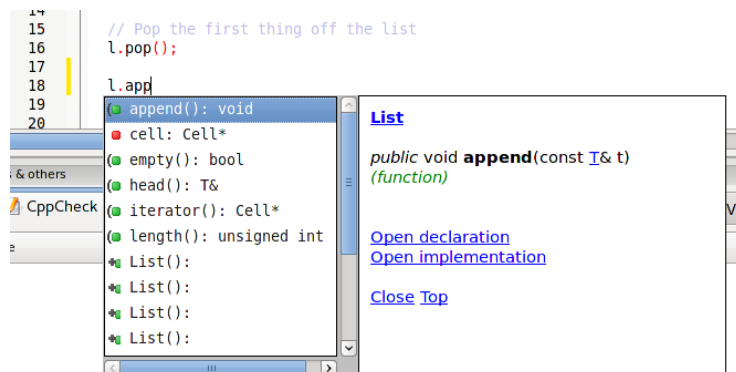 14
15 // Pop the first thing off the list
16 l.pop();
17
18 l.app
19
20
& others
CppCheck
append(): void
cell: Cell*
empty(): bool
head(): T&
iterator(): Cell*
length(): unsigned int
List():
List():
List():
List():
List
public void append(const T& t)
(function)
Open declaration
Open implementation
Close Top